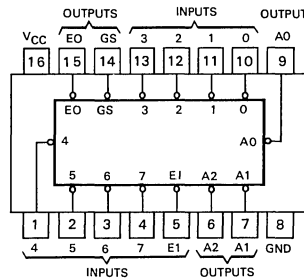 OUTPUTS INPUTS OUTPUT
VCC EO GS 3 2 1 0 A0
16 15 14 13 12 11 10 9
EO GS 3 2 1 0
4 A0
5 6 7 EI A2 A1
1 2 3 4 5 6 7 8
4 5 6 7 E1 A2 A1 GND
INPUTS OUTPUTS